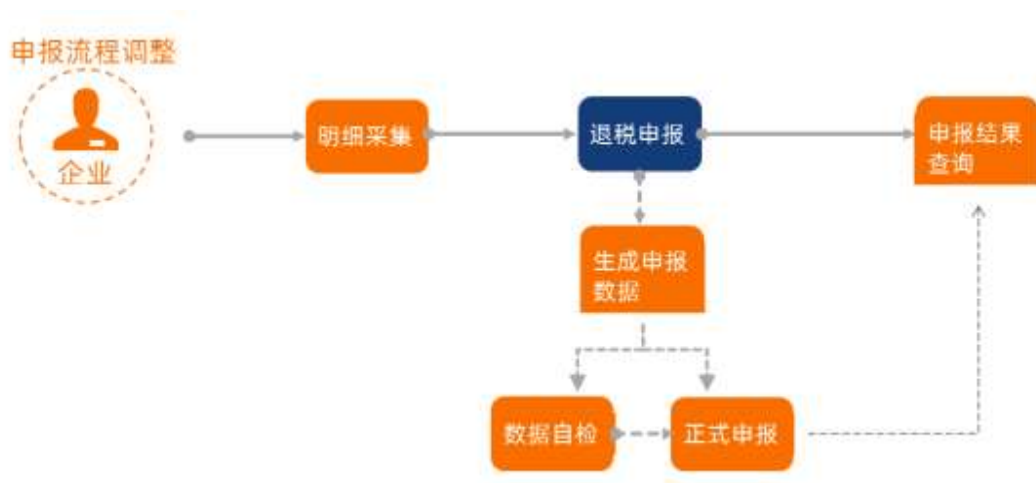 申报流程调整
企业
明细采集
退税申报
申报结果
查询
生成申报
数据
数据自检
正式申报